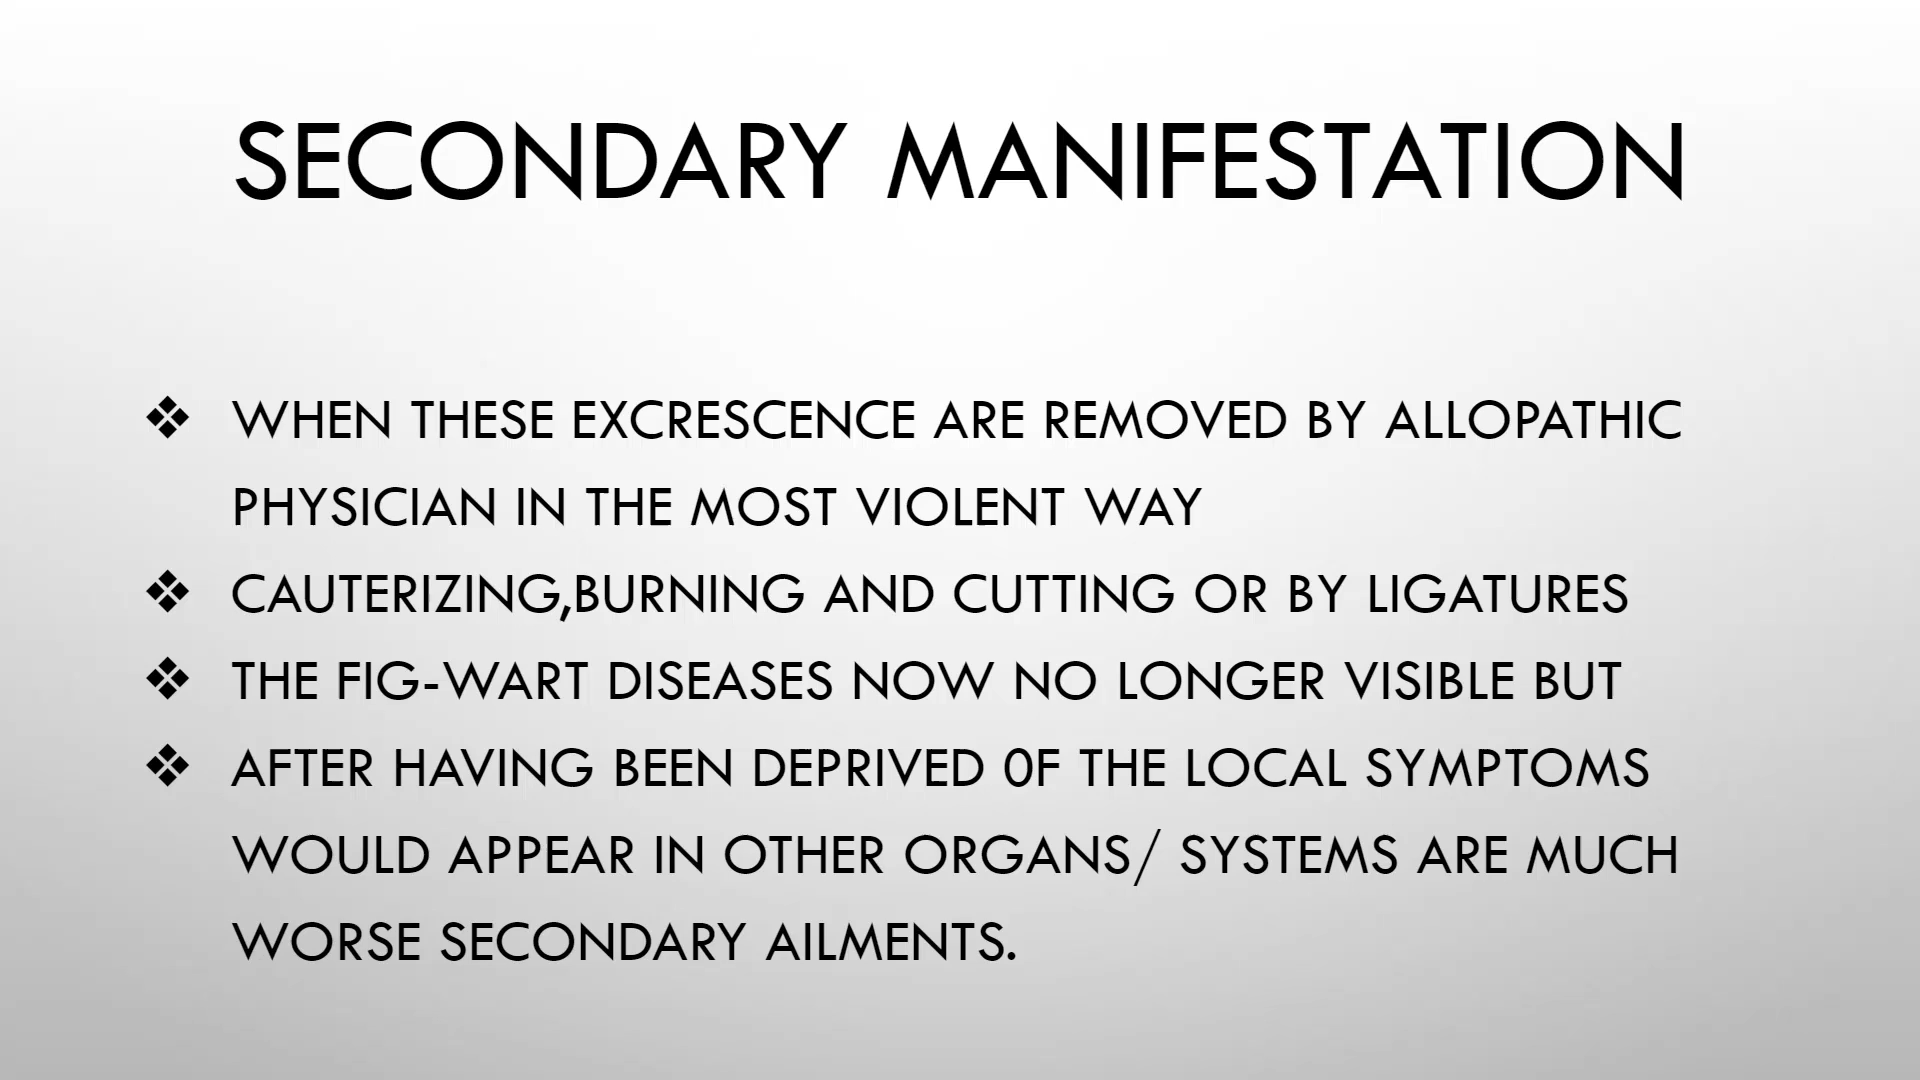 SECONDARY MANIFESTATION
❖ WHEN THESE EXCRESCENCE ARE REMOVED BY ALLOPATHIC
PHYSICIAN IN THE MOST VIOLENT WAY
❖ CAUTERIZING,BURNING AND CUTTING OR BY LIGATURES
❖ THE FIG-WART DISEASES NOW NO LONGER VISIBLE BUT
❖ AFTER HAVING BEEN DEPRIVED 0F THE LOCAL SYMPTOMS
WOULD APPEAR IN OTHER ORGANS/ SYSTEMS ARE MUCH
WORSE SECONDARY AILMENTS.